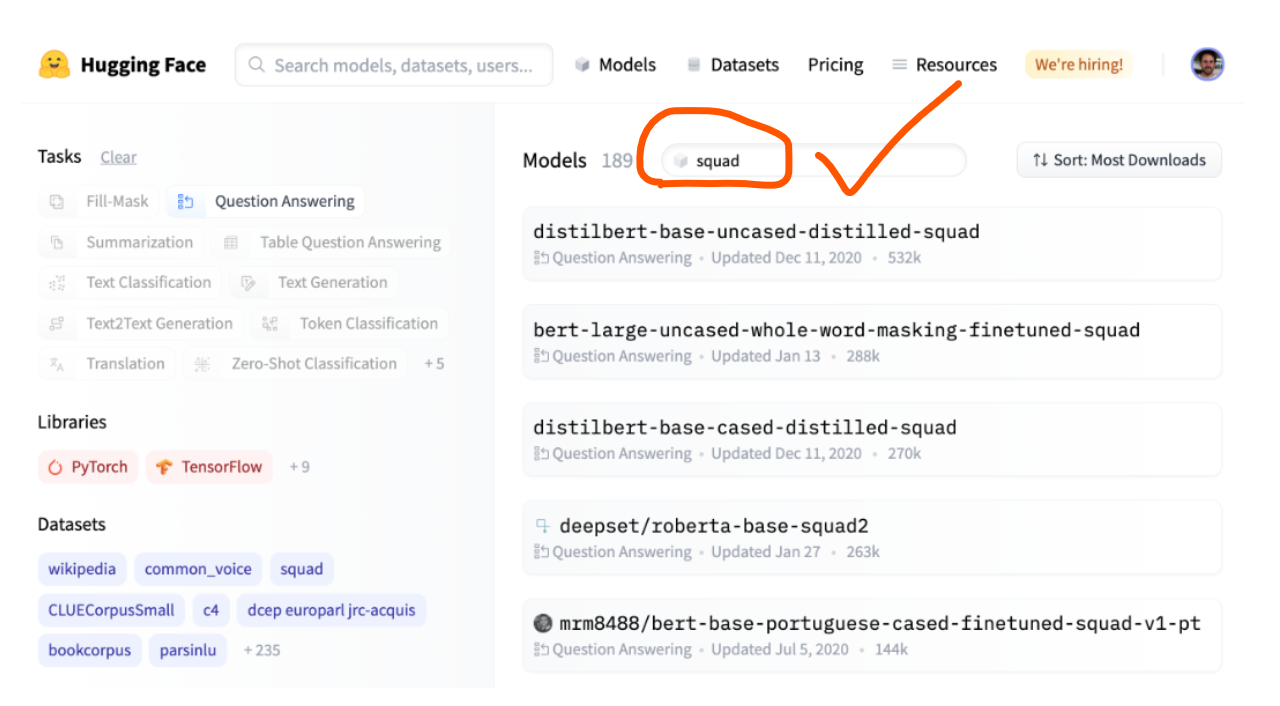 Hugging Face
Search models, datasets, users...
Models
Datasets
Pricing
Resources
We're hiring!
Tasks Clear
Fill-Mask
Question Answering
Summarization
Table Question Answering
Text Classification
Text Generation
Text2Text Generation
Token Classification
Translation
Zero-Shot Classification
+ 5
Libraries
PyTorch
TensorFlow
+ 9
Datasets
wikipedia
common_voice
squad
CLUECorpusSmall
c4
dcep europarl jrc-acquis
bookcorpus
parsinlu
+ 235
Models 189
squad
↑↓ Sort: Most Downloads
distilbert-base-uncased-distilled-squad
Question Answering • Updated Dec 11, 2020 • 532k
bert-large-uncased-whole-word-masking-finetuned-squad
Question Answering • Updated Jan 13 • 288k
distilbert-base-cased-distilled-squad
Question Answering • Updated Dec 11, 2020 • 270k
deepset/roberta-base-squad2
Question Answering • Updated Jan 27 • 263k
mrm8488/bert-base-portuguese-cased-finetuned-squad-v1-pt
Question Answering • Updated Jul 5, 2020 • 144k